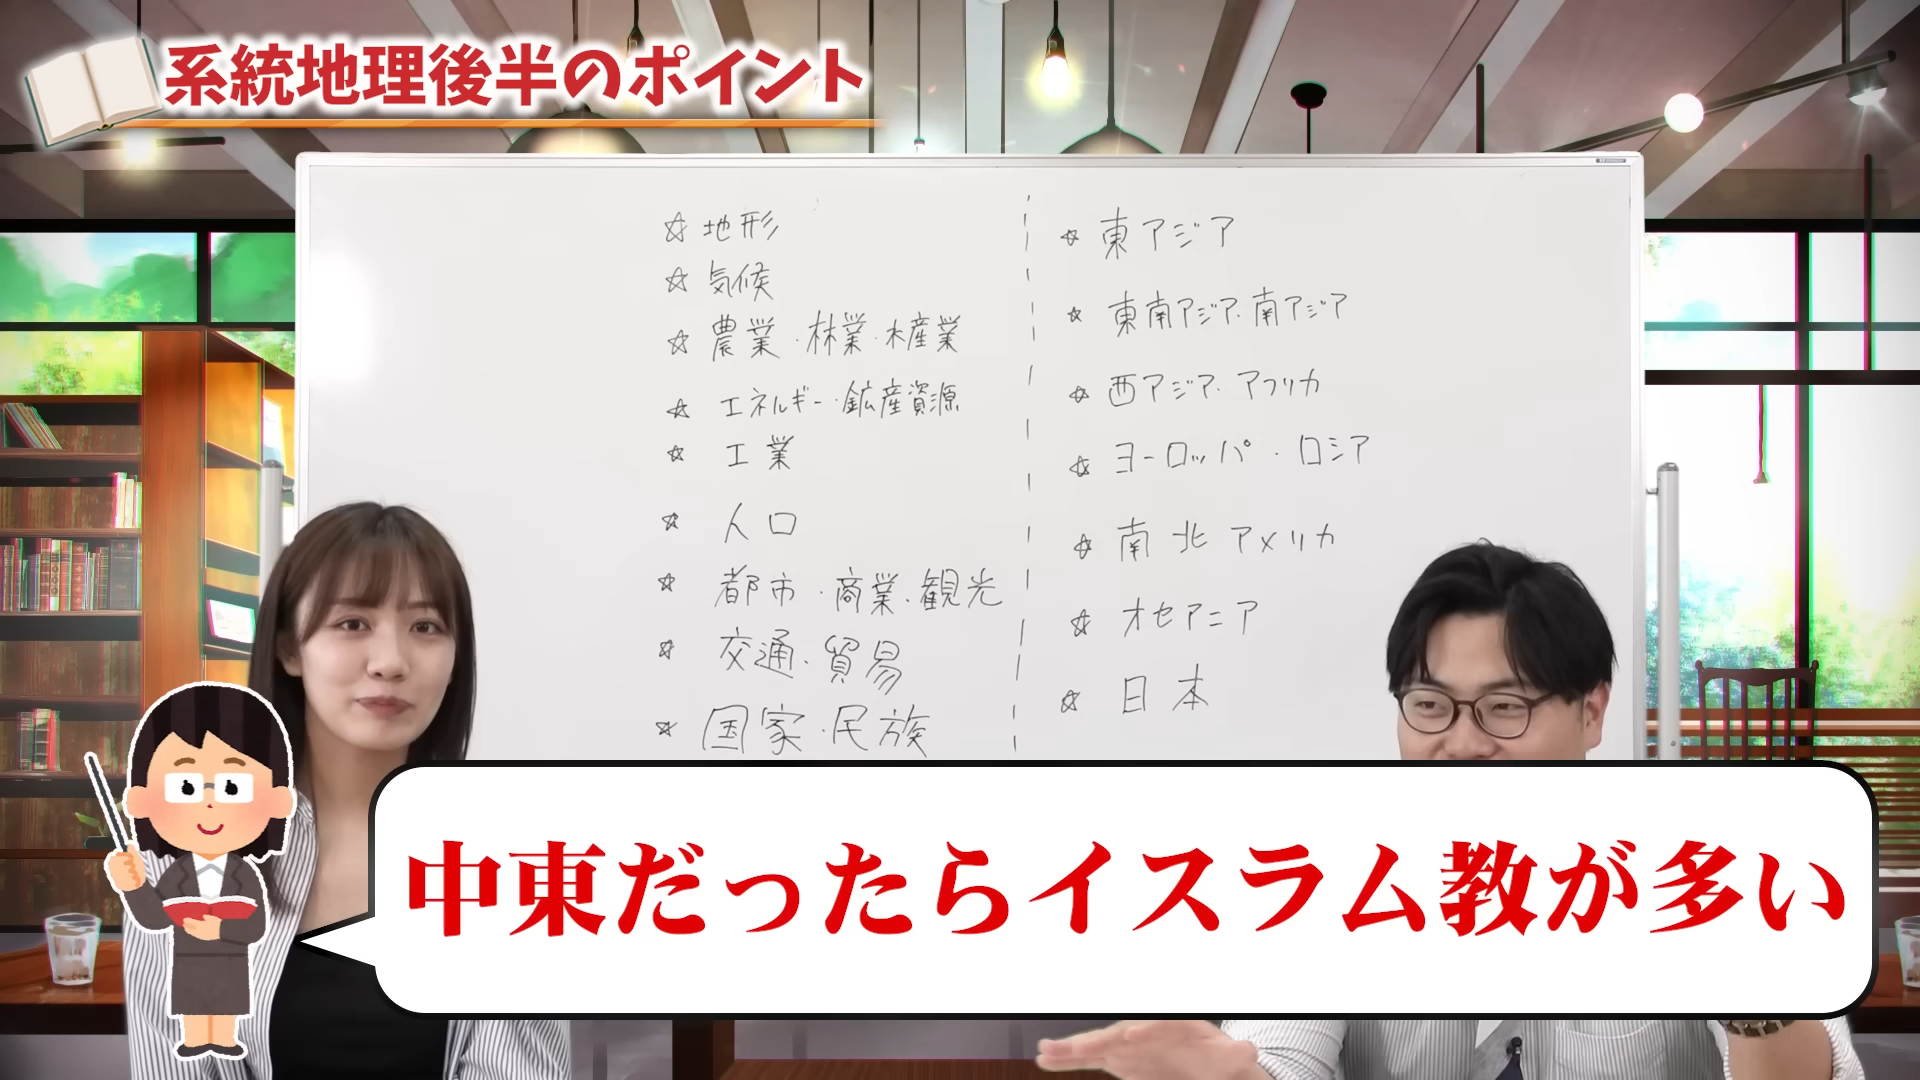 系統地理後半のポイント
☆ 地形
☆ 気候
☆ 農業・林業・水産業
☆ エネルギー・鉱産資源
☆ 工業
☆ 人口
☆ 都市・商業・観光
☆ 交通・貿易
☆ 国家・民族
☆ 東アジア
☆ 東南アジア・南アジア
☆ 西アジア・アフリカ
☆ ヨーロッパ・ロシア
☆ 南北アメリカ
☆ オセアニア
☆ 日本
中東だったらイスラム教が多い